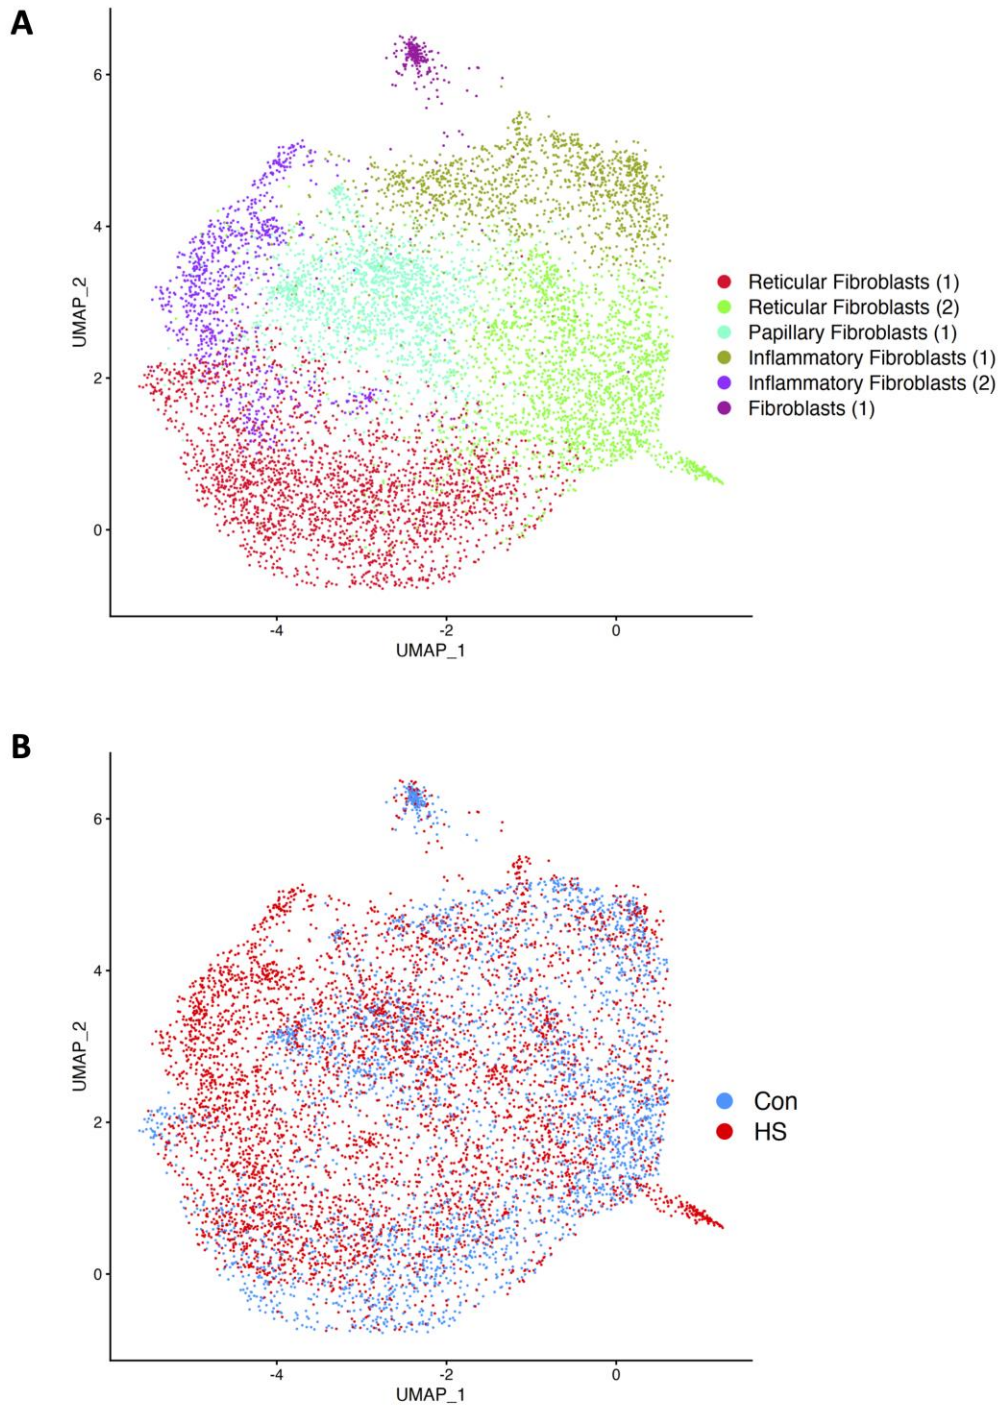 A
6
4
2
0
UMAP_2
-4
-2
0
UMAP_1
Reticular Fibroblasts (1)
Reticular Fibroblasts (2)
Papillary Fibroblasts (1)
Inflammatory Fibroblasts (1)
Inflammatory Fibroblasts (2)
Fibroblasts (1)
B
6
4
2
0
UMAP_2
-4
-2
0
UMAP_1
Con
HS